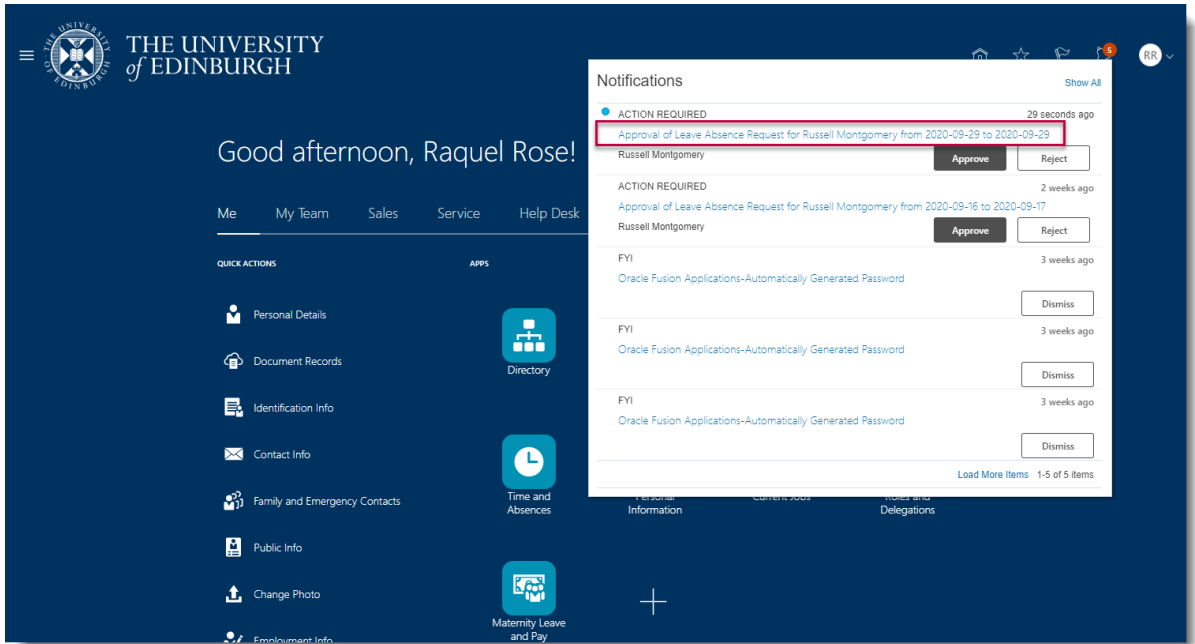 THE UNIVERSITY
of EDINBURGH
5
RR
Good afternoon, Raquel Rose!
Me My Team Sales Service Help Desk
QUICK ACTIONS
Personal Details
Document Records
Identification Info
Contact Info
Family and Emergency Contacts
Public Info
Change Photo
Employment Info
APPS
Directory
Time and
Absences
Personal
Information
Current Jobs
Roles and
Delegations
Maternity Leave
and Pay
Notifications
Show All
ACTION REQUIRED 29 seconds ago
Approval of Leave Absence Request for Russell Montgomery from 2020-09-29 to 2020-09-29
Russell Montgomery
Approve Reject
ACTION REQUIRED 2 weeks ago
Approval of Leave Absence Request for Russell Montgomery from 2020-09-16 to 2020-09-17
Russell Montgomery
Approve Reject
FYI 3 weeks ago
Oracle Fusion Applications-Automatically Generated Password
Dismiss
FYI 3 weeks ago
Oracle Fusion Applications-Automatically Generated Password
Dismiss
FYI 3 weeks ago
Oracle Fusion Applications-Automatically Generated Password
Dismiss
Load More Items 1-5 of 5 items